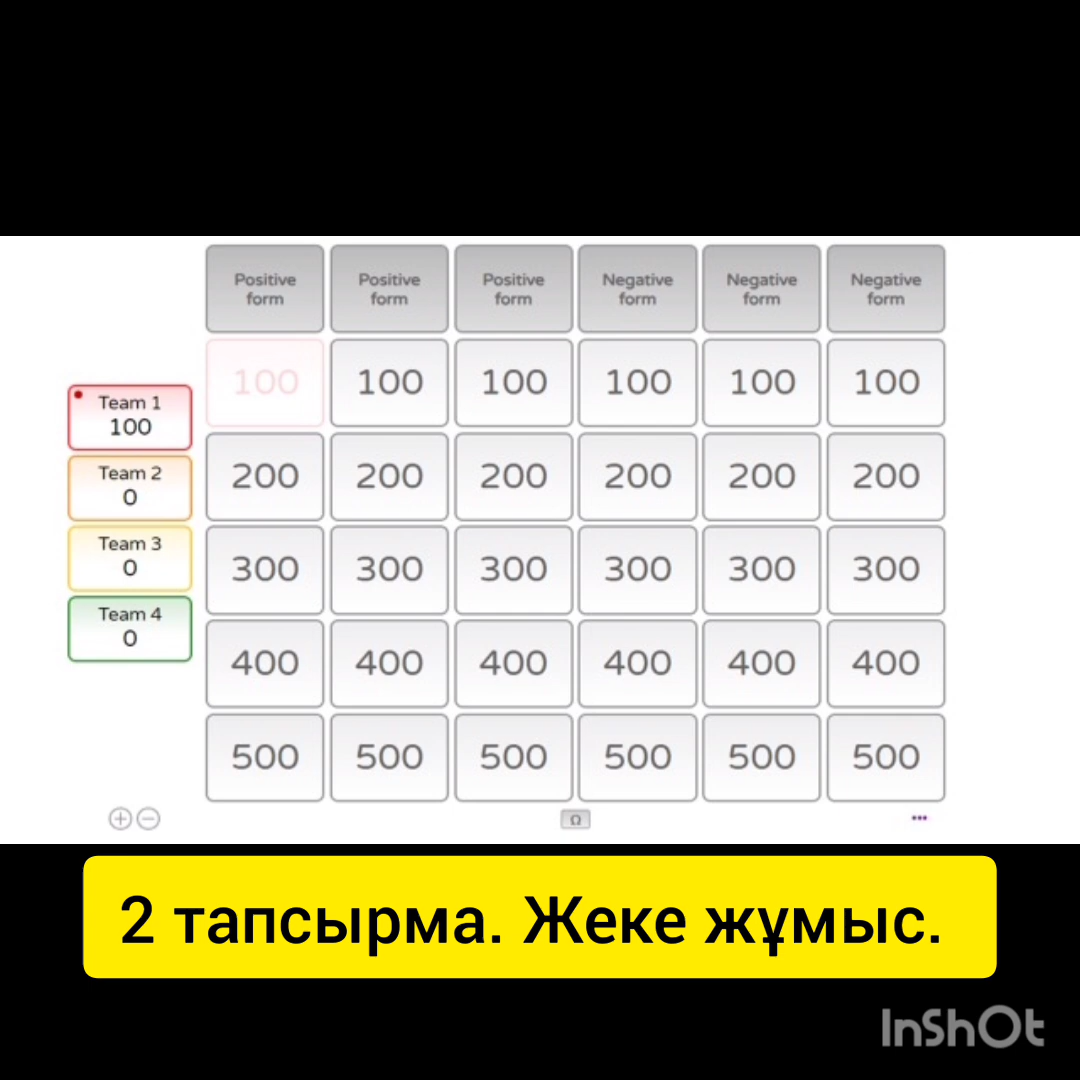 Positive form
Positive form
Positive form
Negative form
Negative form
Negative form
100 100 100 100 100 100
Team 1
100
200 200 200 200 200 200
Team 2
0
300 300 300 300 300 300
Team 3
0
400 400 400 400 400 400
Team 4
0
500 500 500 500 500 500
Ω
2 тапсырма. Жеке жұмыс.
InShOt